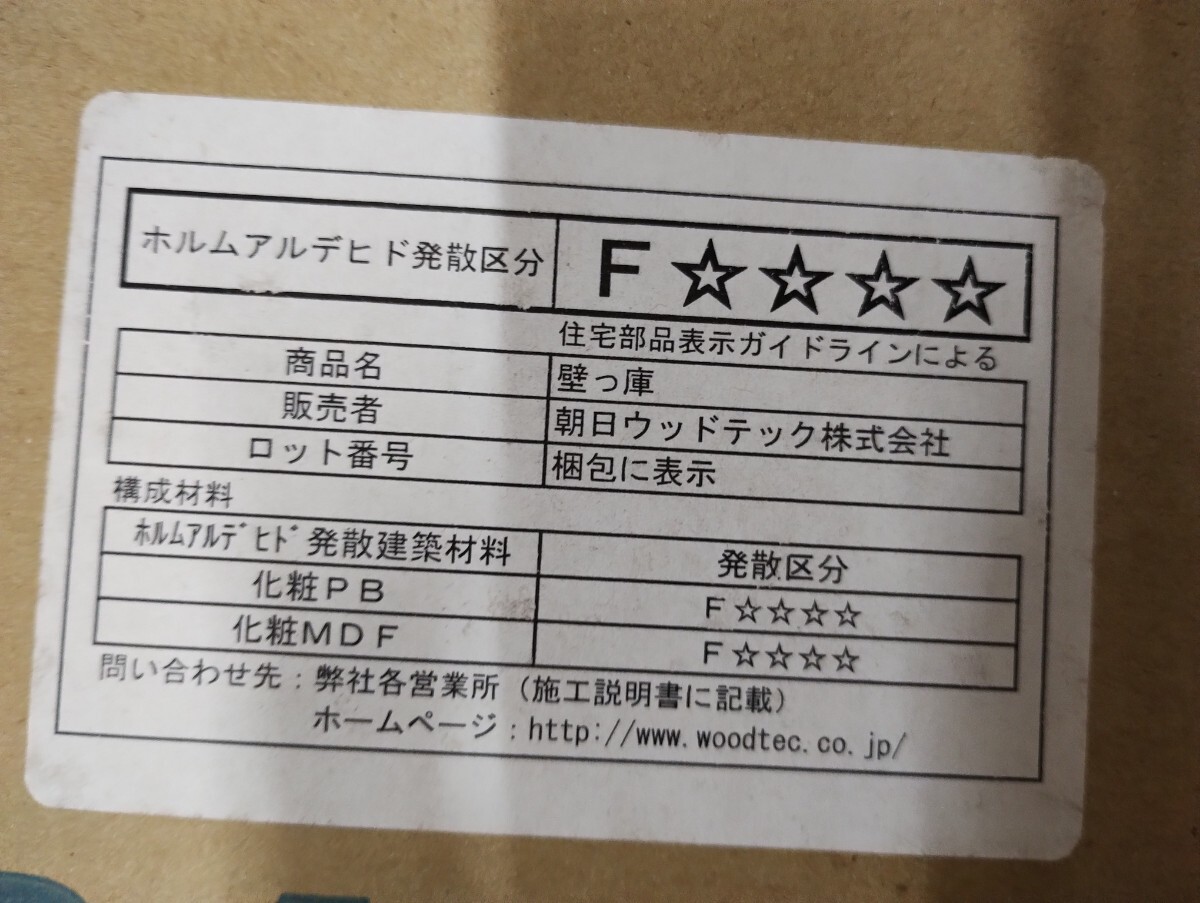 ホルムアルデヒド発散区分 F☆☆☆☆
住宅部品表示ガイドラインによる
商品名 壁っ庫
販売者 朝日ウッドテック株式会社
ロット番号 梱包に表示
構成材料
ﾎﾙﾑｱﾙﾃﾞﾋﾄﾞ発散建築材料 発散区分
化粧PB F☆☆☆☆
化粧MDF F☆☆☆☆
問い合わせ先：弊社各営業所（施工説明書に記載）
ホームページ：http://www.woodtec.co.jp/